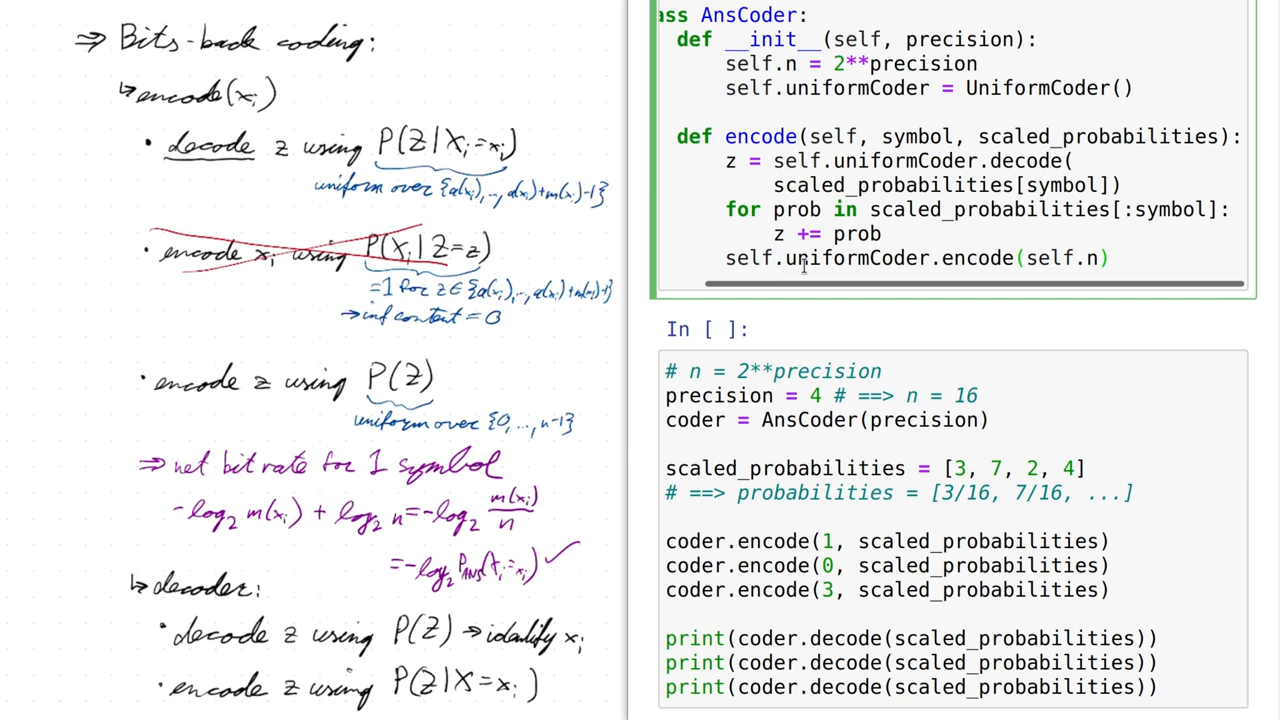 ⇒ Bits-back coding:
↳ encode(xᵢ)
• decode z using P(Z|Xᵢ=xᵢ)
uniform over {a(xᵢ),..,a(xᵢ)+m(xᵢ)-1}
• encode xᵢ using P(Xᵢ|Z=z)
=1 for z∈{a(xᵢ),..,a(xᵢ)+m(xᵢ)-1}
→ inf content = 0
• encode z using P(Z)
uniform over {0,...,n-1}
⇒ net bit rate for 1 symbol
-log₂ m(xᵢ) + log₂ n = -log₂ m(xᵢ)/n
= -log₂ P_ANS(Xᵢ=xᵢ) ✓
↳ decoder:
• decode z using P(Z) → identify xᵢ
• encode z using P(Z|X=xᵢ)
ass AnsCoder:
def __init__(self, precision):
self.n = 2**precision
self.uniformCoder = UniformCoder()
def encode(self, symbol, scaled_probabilities):
z = self.uniformCoder.decode(
scaled_probabilities[symbol])
for prob in scaled_probabilities[:symbol]:
z += prob
self.uniformCoder.encode(self.n)
In [ ]:
# n = 2**precision
precision = 4 # ==> n = 16
coder = AnsCoder(precision)
scaled_probabilities = [3, 7, 2, 4]
# ==> probabilities = [3/16, 7/16, ...]
coder.encode(1, scaled_probabilities)
coder.encode(0, scaled_probabilities)
coder.encode(3, scaled_probabilities)
print(coder.decode(scaled_probabilities))
print(coder.decode(scaled_probabilities))
print(coder.decode(scaled_probabilities))